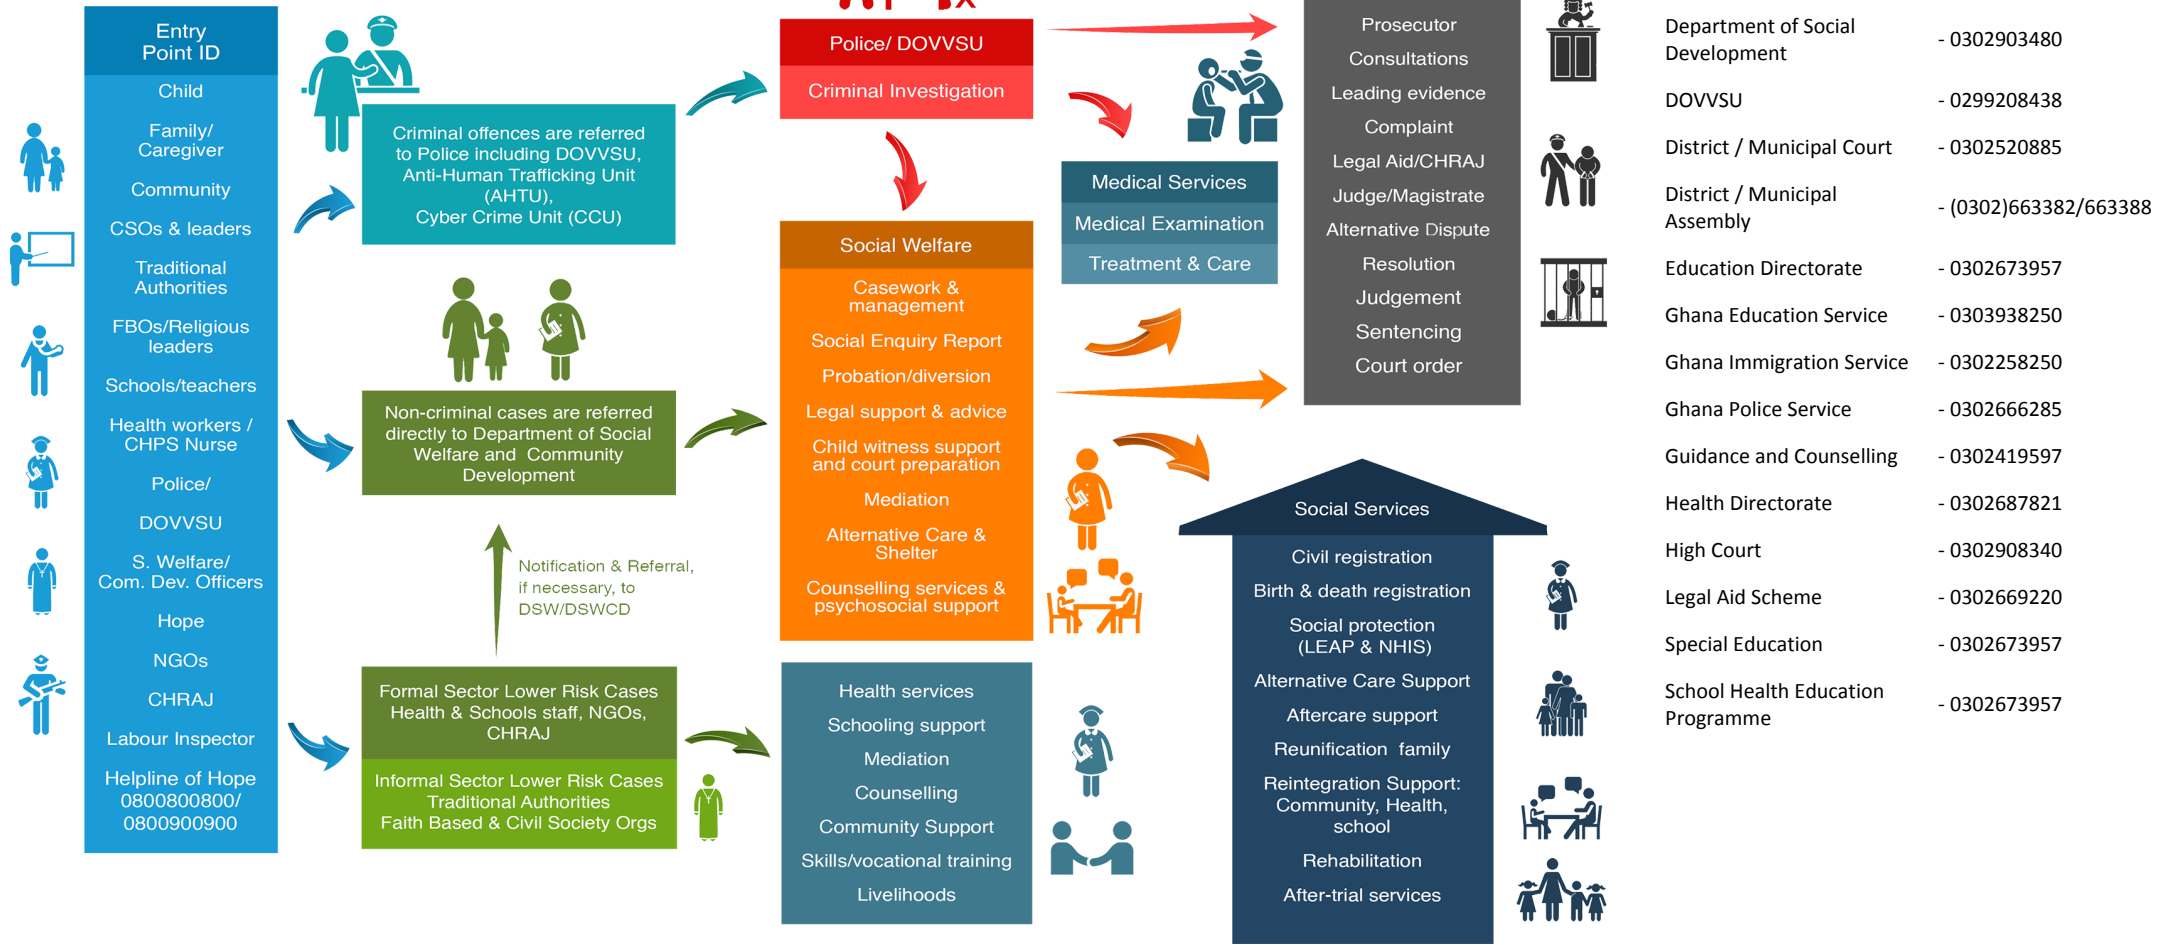 Entry
Point ID
Child
Family/
Caregiver
Community
CSOs & leaders
Traditional
Authorities
FBOs/Religious
leaders
Schools/teachers
Health workers /
CHPS Nurse
Police/
DOVVSU
S. Welfare/
Com. Dev. Officers
Hope
NGOs
CHRAJ
Labour Inspector
Helpline of Hope
0800800800/
0800900900
Criminal offences are referred
to Police including DOVVSU,
Anti-Human Trafficking Unit
(AHTU),
Cyber Crime Unit (CCU)
Non-criminal cases are referred
directly to Department of Social
Welfare and Community
Development
Notification & Referral,
if necessary, to
DSW/DSWCD
Formal Sector Lower Risk Cases
Health & Schools staff, NGOs,
CHRAJ
Informal Sector Lower Risk Cases
Traditional Authorities
Faith Based & Civil Society Orgs
Police/ DOVVSU
Criminal Investigation
Social Welfare
Casework &
management
Social Enquiry Report
Probation/diversion
Legal support & advice
Child witness support
and court preparation
Mediation
Alternative Care &
Shelter
Counselling services &
psychosocial support
Health services
Schooling support
Mediation
Counselling
Community Support
Skills/vocational training
Livelihoods
Medical Services
Medical Examination
Treatment & Care
Prosecutor
Consultations
Leading evidence
Complaint
Legal Aid/CHRAJ
Judge/Magistrate
Alternative Dispute
Resolution
Judgement
Sentencing
Court order
Social Services
Civil registration
Birth & death registration
Social protection
(LEAP & NHIS)
Alternative Care Support
Aftercare support
Reunification family
Reintegration Support:
Community, Health,
school
Rehabilitation
After-trial services
Department of Social
Development - 0302903480
DOVVSU - 0299208438
District / Municipal Court - 0302520885
District / Municipal
Assembly - (0302)663382/663388
Education Directorate - 0302673957
Ghana Education Service - 0303938250
Ghana Immigration Service - 0302258250
Ghana Police Service - 0302666285
Guidance and Counselling - 0302419597
Health Directorate - 0302687821
High Court - 0302908340
Legal Aid Scheme - 0302669220
Special Education - 0302673957
School Health Education
Programme - 0302673957